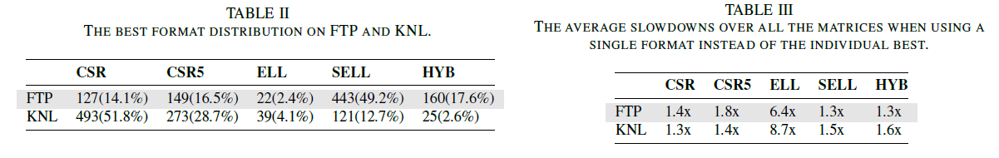 TABLE II
THE BEST FORMAT DISTRIBUTION ON FTP AND KNL.
CSR CSR5 ELL SELL HYB
FTP 127(14.1%) 149(16.5%) 22(2.4%) 443(49.2%) 160(17.6%)
KNL 493(51.8%) 273(28.7%) 39(4.1%) 121(12.7%) 25(2.6%)
TABLE III
THE AVERAGE SLOWDOWNS OVER ALL THE MATRICES WHEN USING A
SINGLE FORMAT INSTEAD OF THE INDIVIDUAL BEST.
CSR CSR5 ELL SELL HYB
FTP 1.4x 1.8x 6.4x 1.3x 1.3x
KNL 1.3x 1.4x 8.7x 1.5x 1.6x